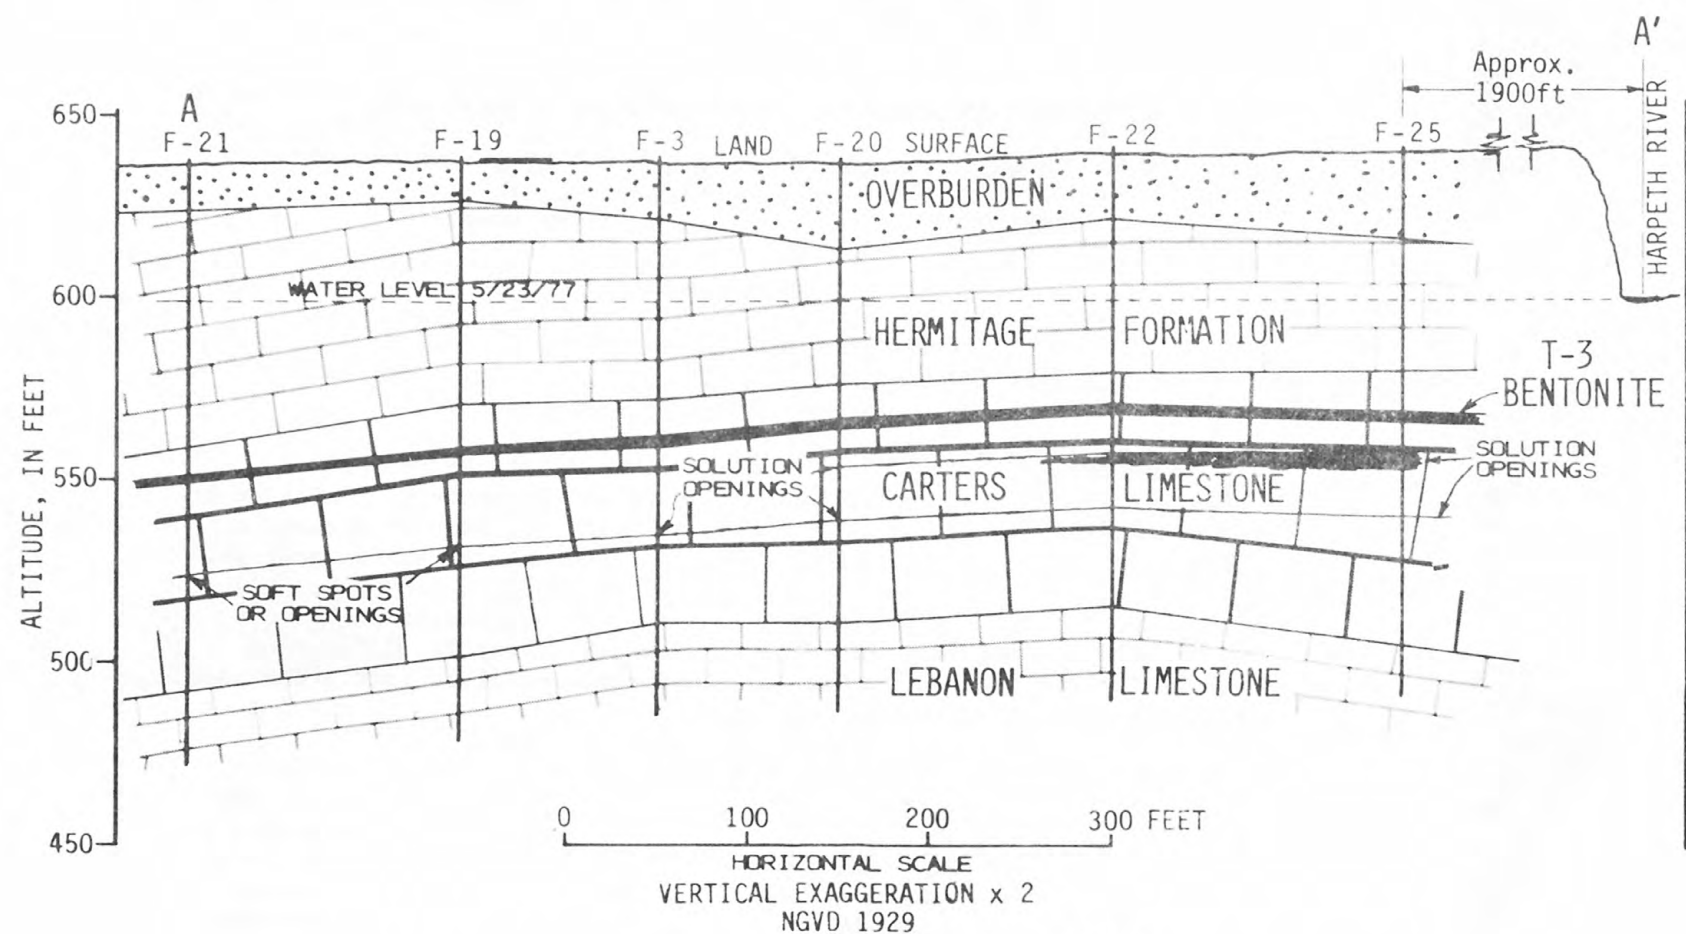 A'
Approx.
1900ft
HARPETH RIVER
650
A
F-21
F-19
F-3
LAND
F-20
SURFACE
F-22
F-25
OVERBURDEN
WATER LEVEL 5/23/77
600
HERMITAGE FORMATION
T-3
BENTONITE
ALTITUDE, IN FEET
550
SOLUTION
OPENINGS
CARTERS LIMESTONE
SOLUTION
OPENINGS
SOFT SPOTS
OR OPENINGS
500
LEBANON LIMESTONE
450
0 100 200 300 FEET
HORIZONTAL SCALE
VERTICAL EXAGGERATION x 2
NGVD 1929